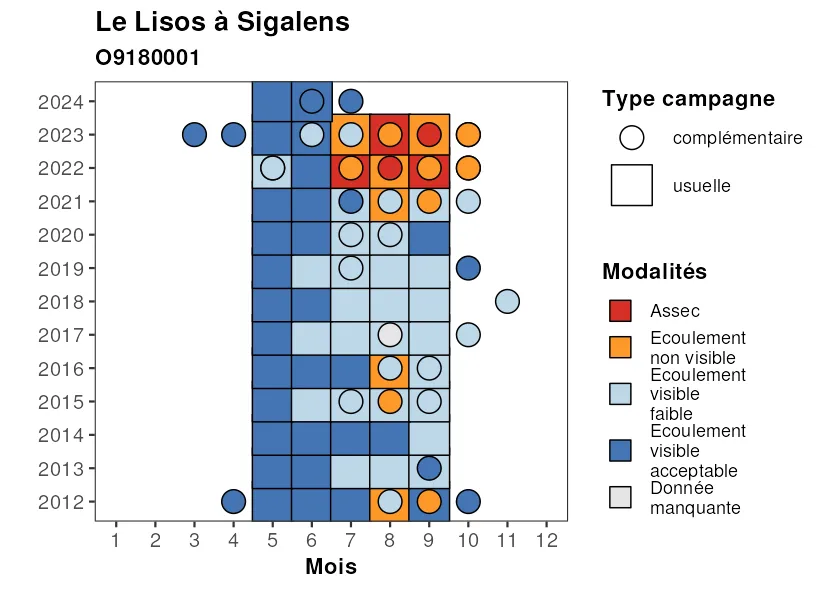 Le Lisos à Sigalens
O9180001
2024
2023
2022
2021
2020
2019
2018
2017
2016
2015
2014
2013
2012
1 2 3 4 5 6 7 8 9 10 11 12
Mois
Type campagne
complémentaire
usuelle
Modalités
Assec
Ecoulement
non visible
Ecoulement
visible
faible
Ecoulement
visible
acceptable
Donnée
manquante